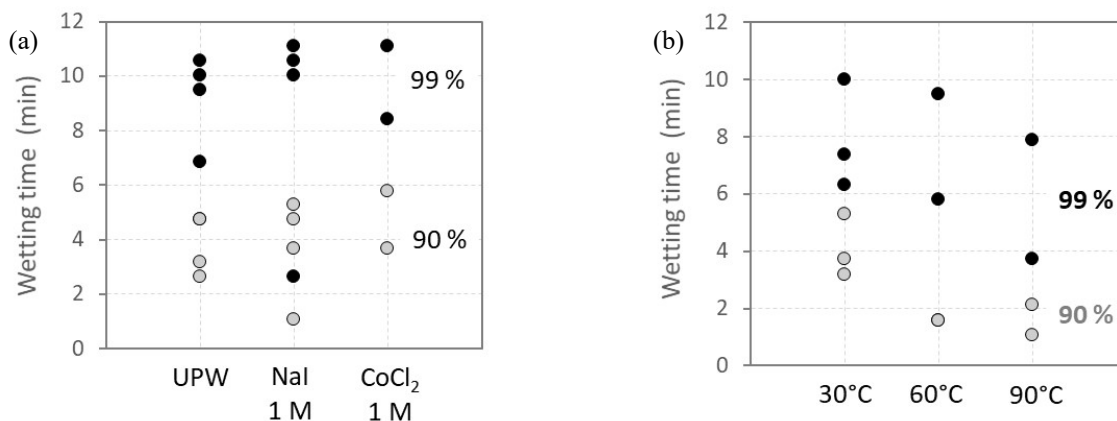 (a)
Wetting time (min)
12
10
8
6
4
2
0
99 %
90 %
UPW
NaI
1 M
CoCl₂
1 M
(b)
Wetting time (min)
12
10
8
6
4
2
0
99 %
90 %
30°C
60°C
90°C